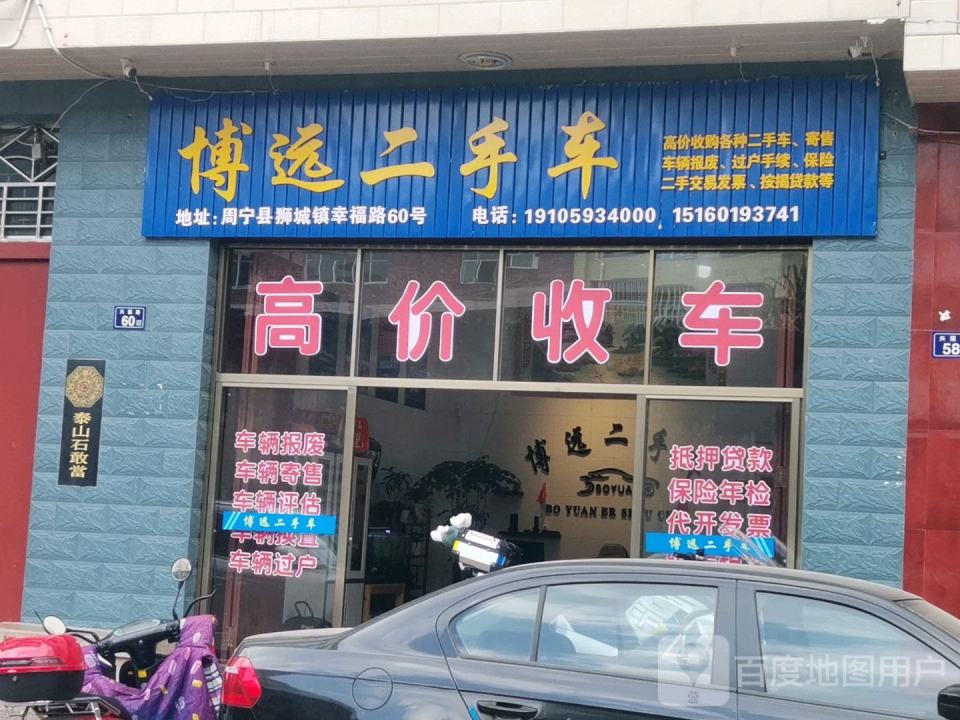 博远二手车
高价收购各种二手车、寄售
车辆报废、过户手续、保险
二手交易发票、按揭贷款等
地址:周宁县狮城镇幸福路60号
电话:19105934000 15160193741
高价收车
60
58
泰山石敢當
车辆报废
车辆寄售
车辆评估
博远二手车
车辆换置
车辆过户
博远二手
BOYUA
BO YUAN ER
抵押贷款
保险年检
代开发票
博远二手车
百度地图用户